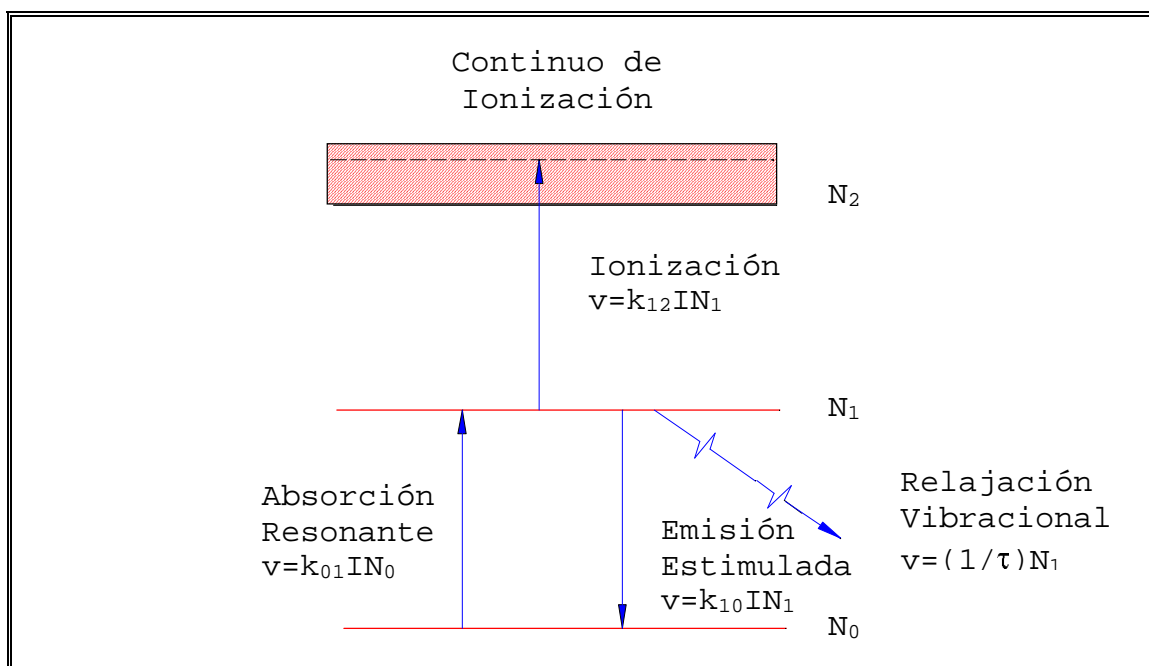 Continuo de
Ionización
N₂
Ionización
v=k₁₂IN₁
N₁
Absorción
Resonante
v=k₀₁IN₀
Emisión
Estimulada
v=k₁₀IN₁
Relajación
Vibracional
v=(1/τ)N₁
N₀